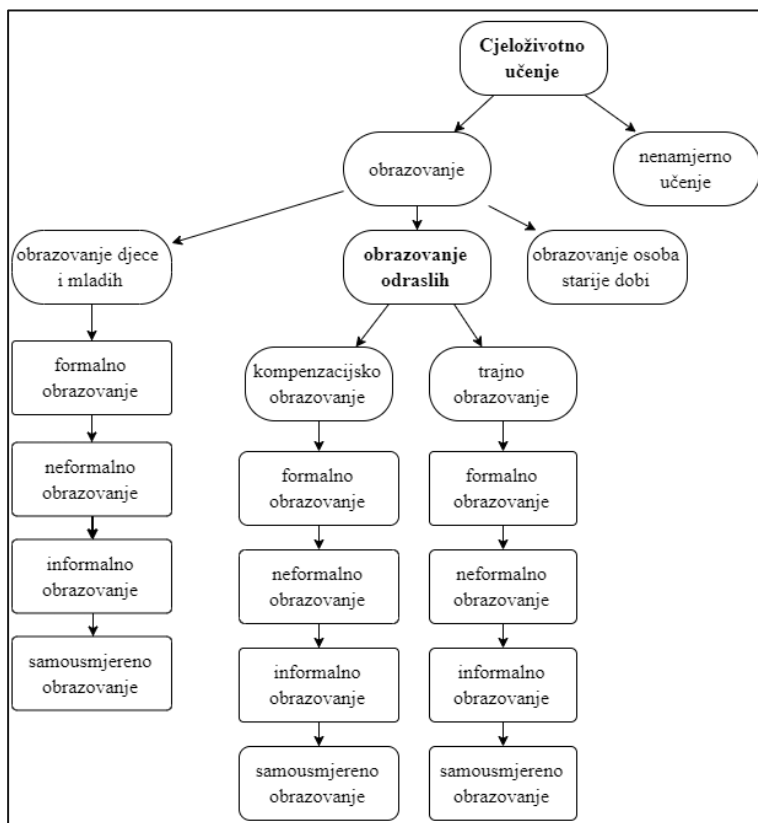 Cjeloživotno
učenje
obrazovanje
nenamjerno
učenje
obrazovanje djece
i mladih
obrazovanje
odraslih
obrazovanje osoba
starije dobi
formalno
obrazovanje
neformalno
obrazovanje
informalno
obrazovanje
samousmjereno
obrazovanje
kompenzacijsko
obrazovanje
formalno
obrazovanje
neformalno
obrazovanje
informalno
obrazovanje
samousmjereno
obrazovanje
trajno
obrazovanje
formalno
obrazovanje
neformalno
obrazovanje
informalno
obrazovanje
samousmjereno
obrazovanje